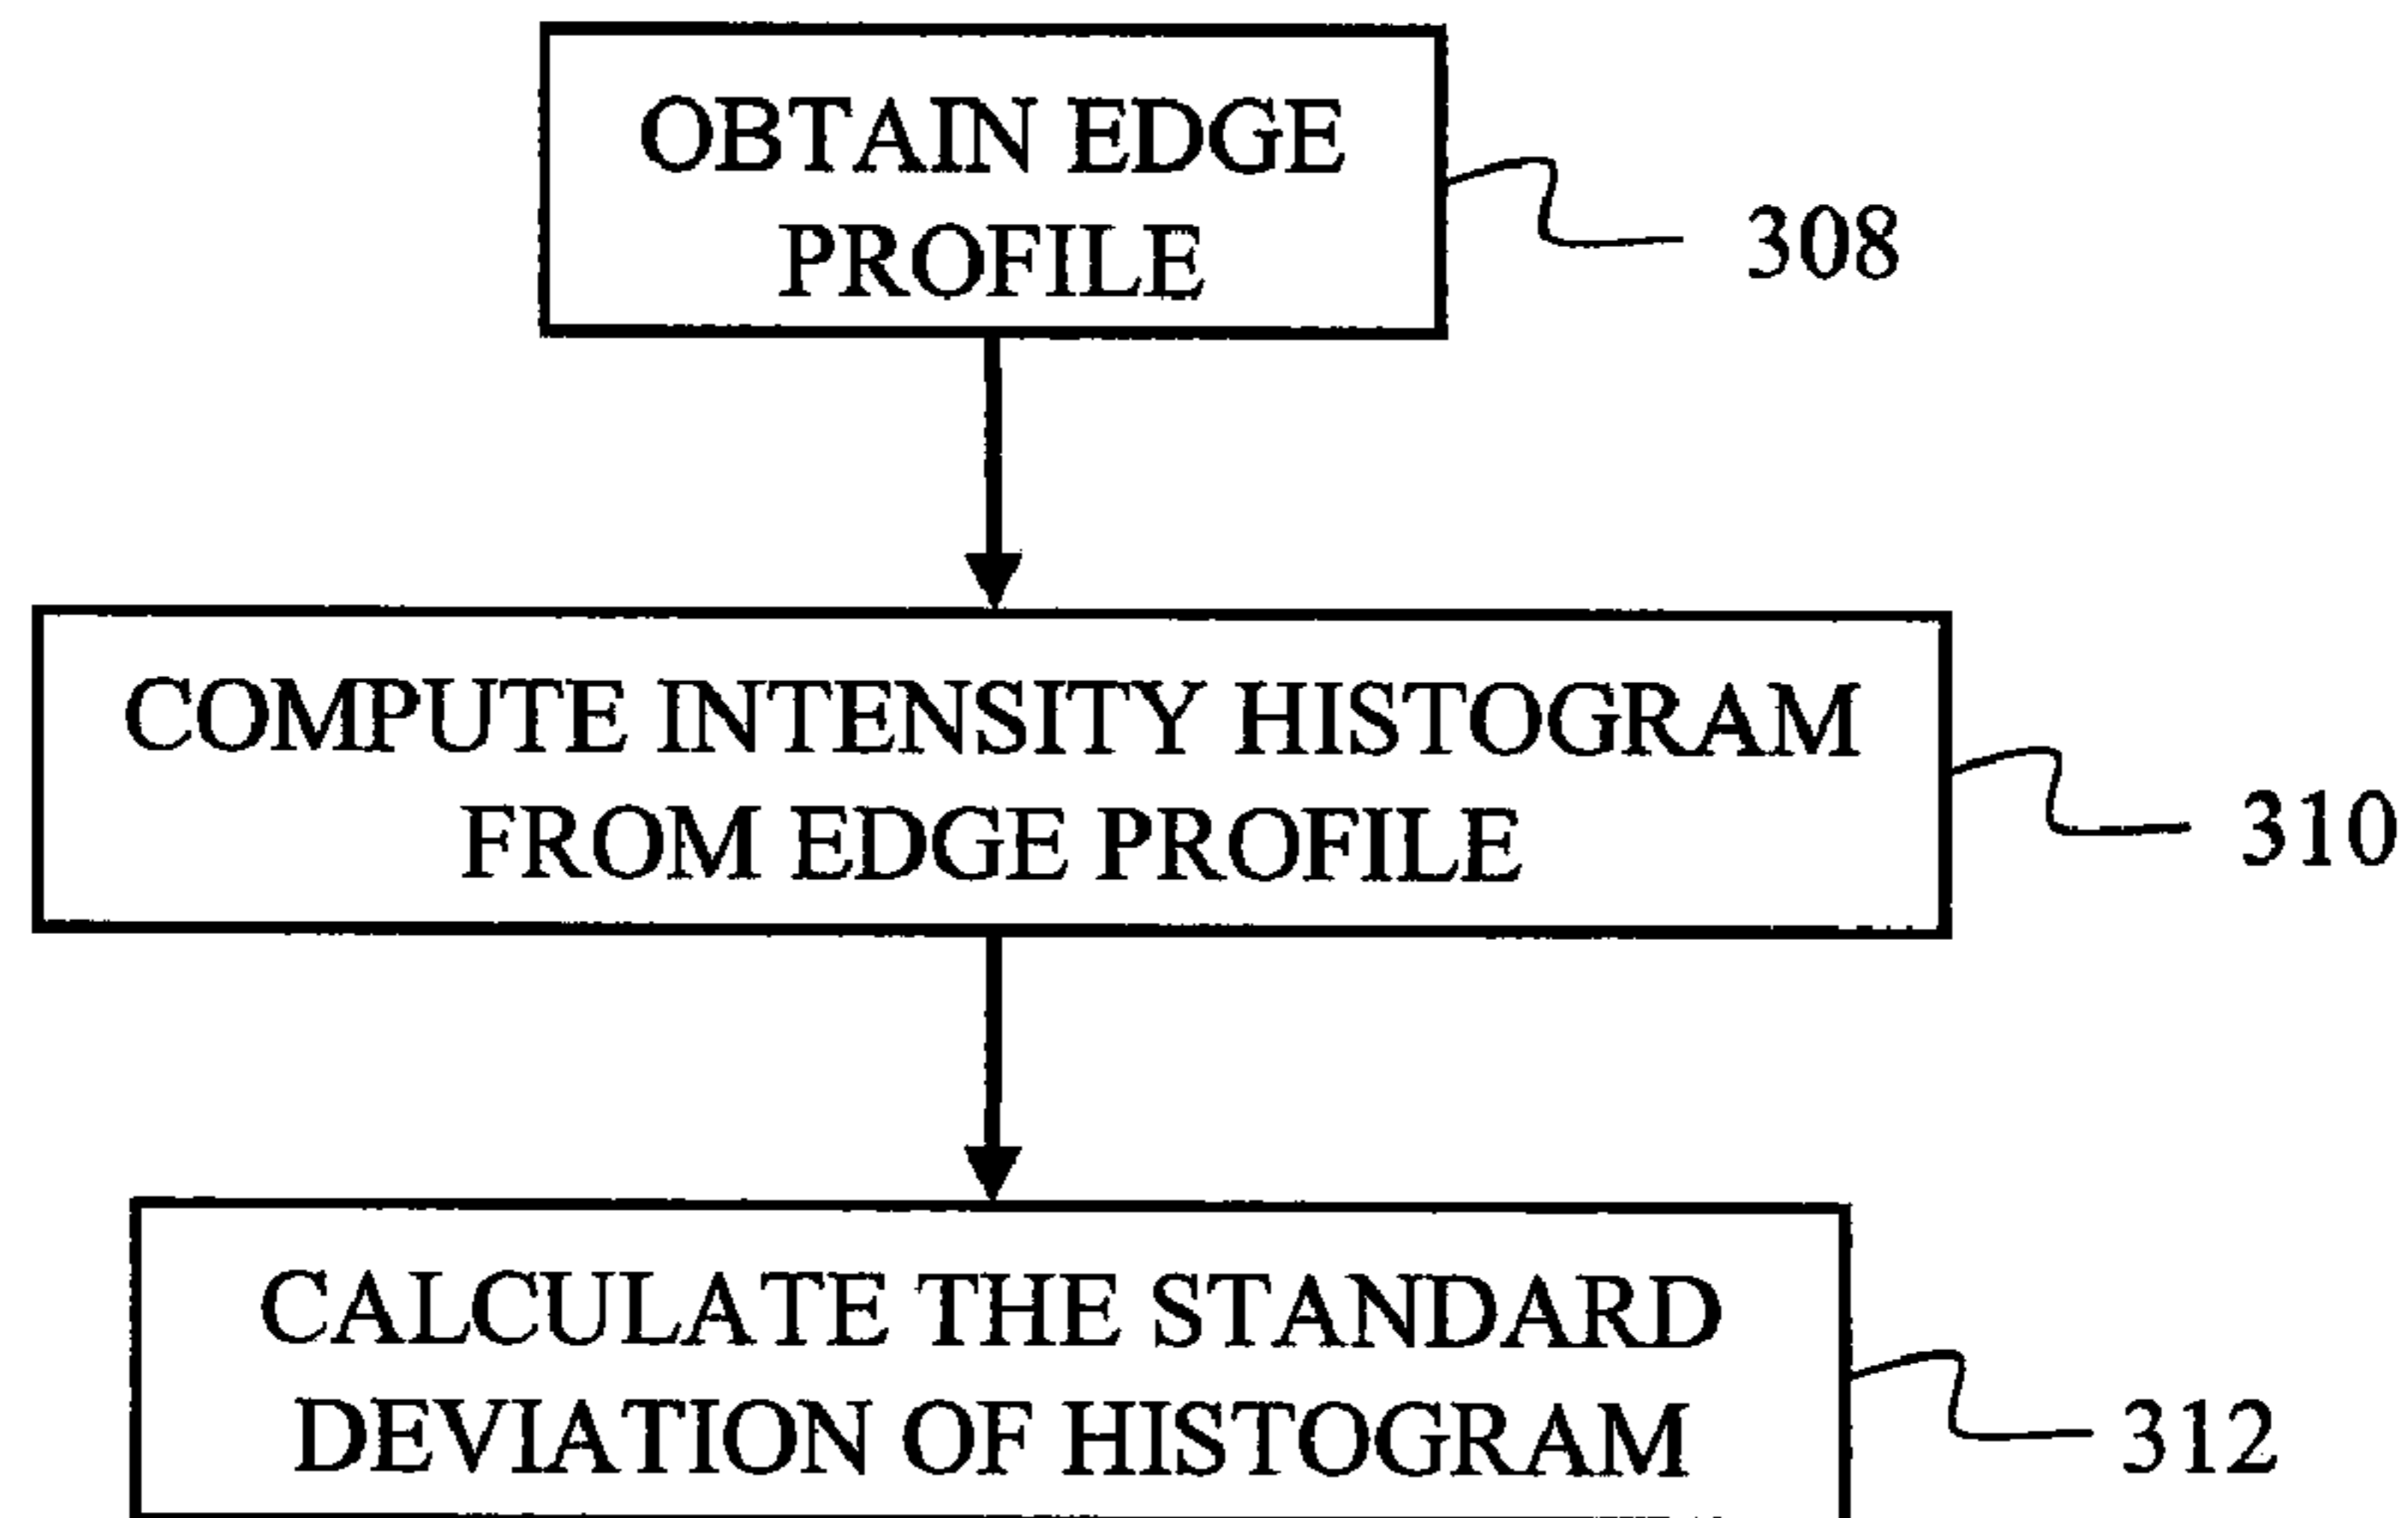 OBTAIN EDGE
PROFILE
308
COMPUTE INTENSITY HISTOGRAM
FROM EDGE PROFILE
310
CALCULATE THE STANDARD
DEVIATION OF HISTOGRAM
312